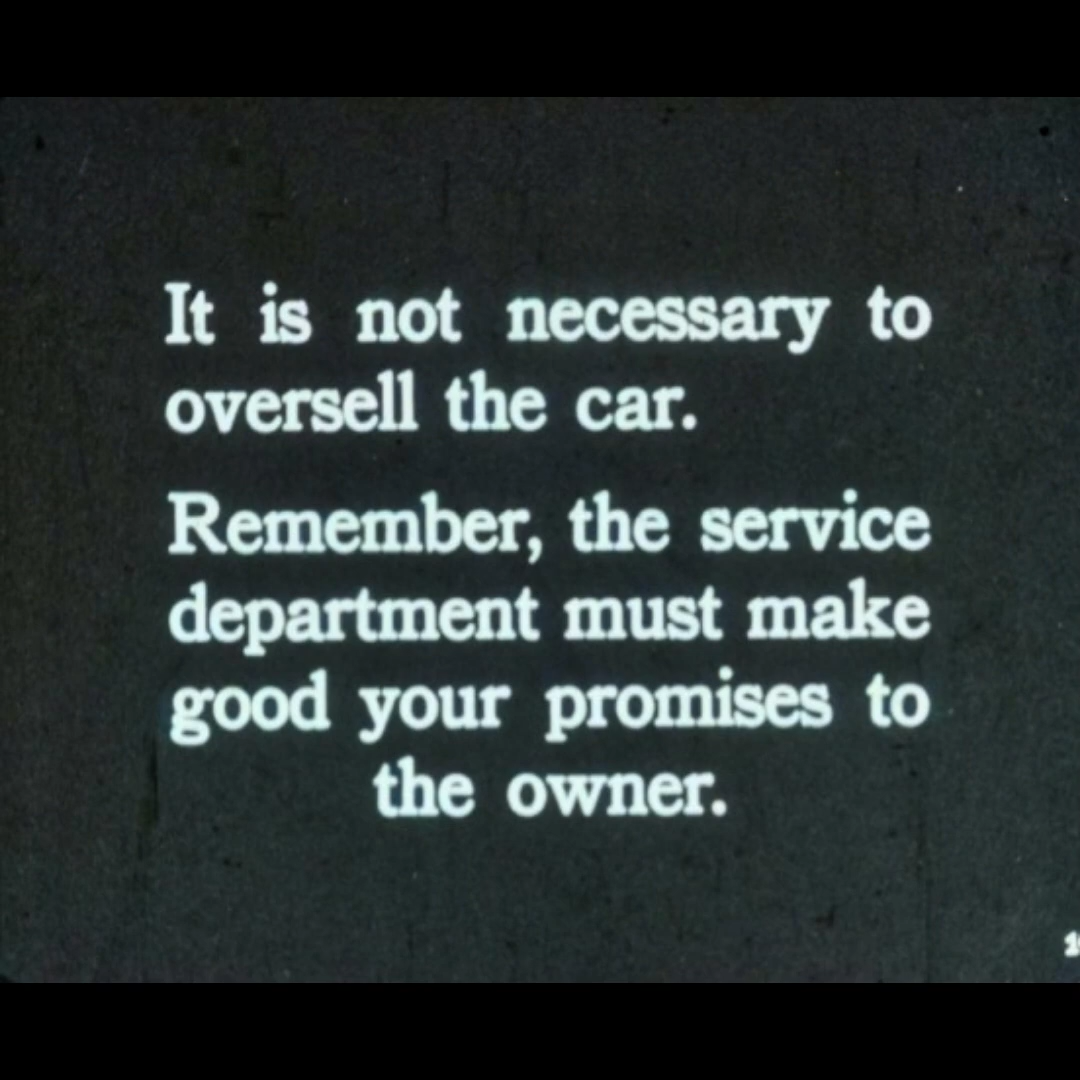 It is not necessary to
oversell the car.
Remember, the service
department must make
good your promises to
the owner.